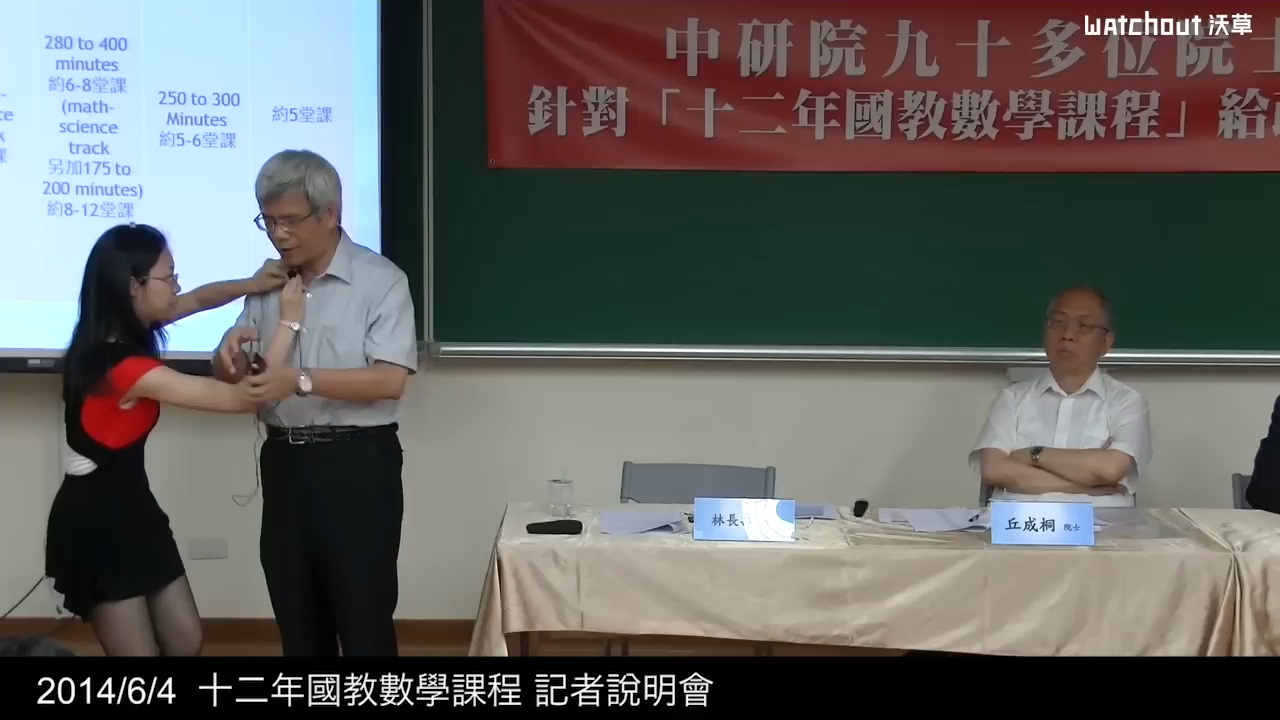 watchout 沃草
中研院九十多位院士
針對「十二年國教數學課程」給
280 to 400
minutes
約6-8堂課
(math-
science
track
另加175 to
200 minutes)
約8-12堂課
250 to 300
Minutes
約5-6堂課
約5堂課
林長
丘成桐 院士
2014/6/4 十二年國教數學課程 記者說明會